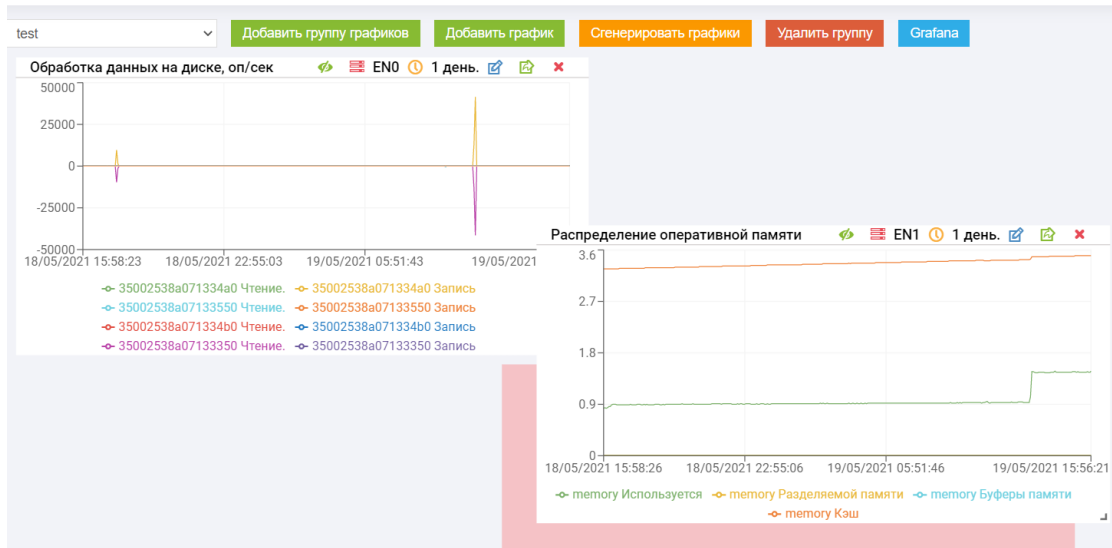 test Добавить группу графиков Добавить график Сгенерировать графики Удалить группу Grafana
Обработка данных на диске, оп/сек EN0 1 день.
50000
25000
0
-25000
-50000
18/05/2021 15:58:23 18/05/2021 22:55:03 19/05/2021 05:51:43 19/05/2021
35002538a071334a0 Чтение. 35002538a071334a0 Запись
35002538a07133550 Чтение. 35002538a07133550 Запись
35002538a071334b0 Чтение. 35002538a071334b0 Запись
35002538a07133350 Чтение. 35002538a07133350 Запись
Распределение оперативной памяти EN1 1 день.
3.6
2.7
1.8
0.9
0
18/05/2021 15:58:26 18/05/2021 22:55:06 19/05/2021 05:51:46 19/05/2021 15:56:21
memory Используется memory Разделяемой памяти memory Буферы памяти
memory Кэш